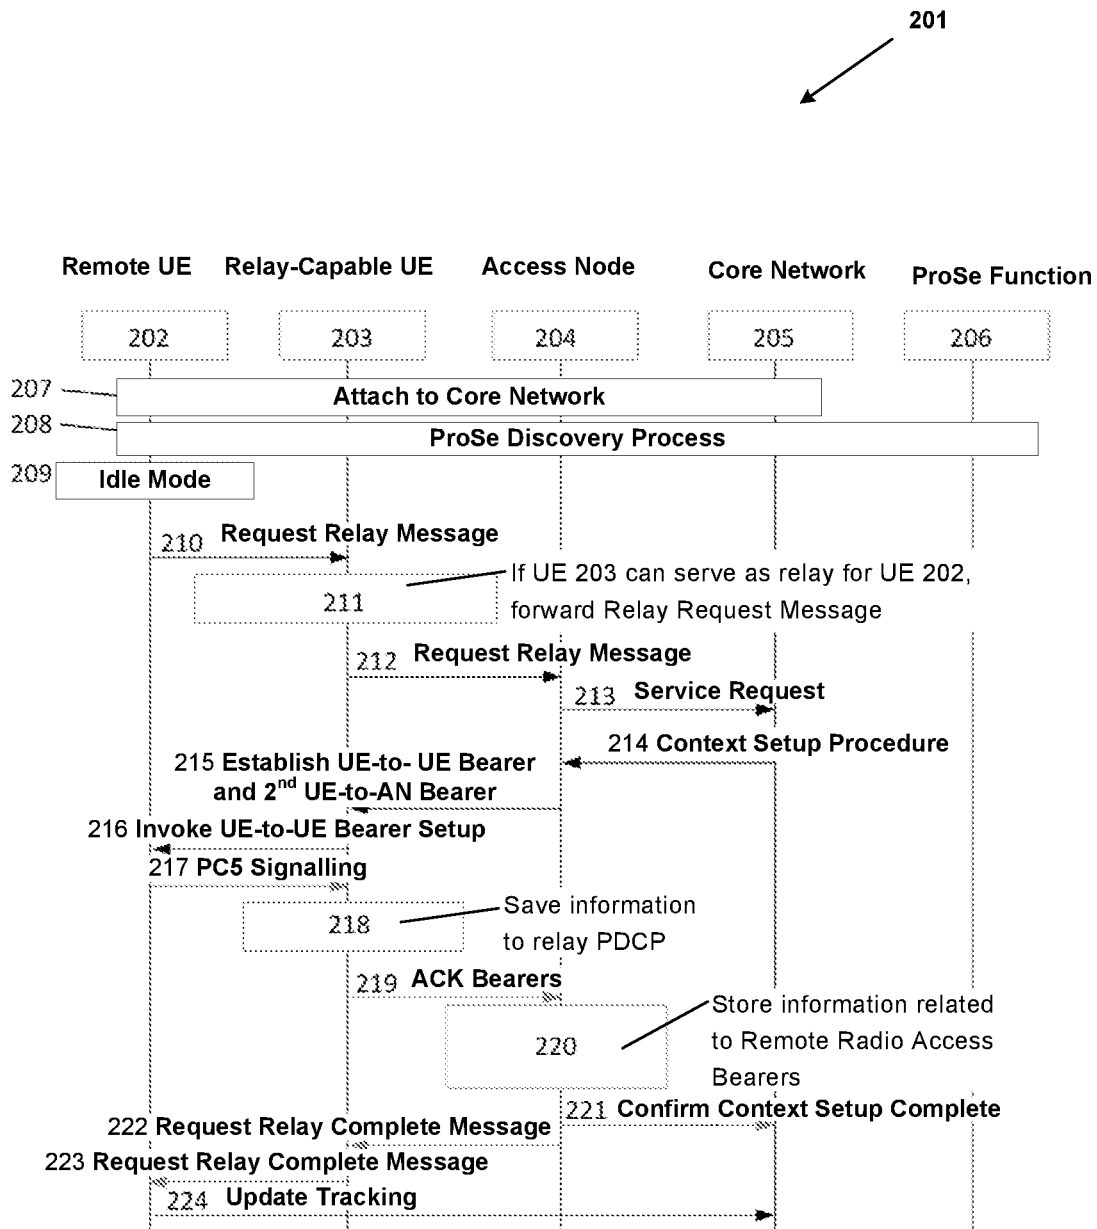 201
Remote UE
Relay-Capable UE
Access Node
Core Network
ProSe Function
202
203
204
205
206
207
Attach to Core Network
208
ProSe Discovery Process
209
Idle Mode
210
Request Relay Message
If UE 203 can serve as relay for UE 202,
forward Relay Request Message
211
212
Request Relay Message
213
Service Request
214 Context Setup Procedure
215 Establish UE-to- UE Bearer
and 2nd UE-to-AN Bearer
216 Invoke UE-to-UE Bearer Setup
217 PC5 Signalling
218
Save information
to relay PDCP
219
ACK Bearers
220
Store information related
to Remote Radio Access
Bearers
221 Confirm Context Setup Complete
222 Request Relay Complete Message
223 Request Relay Complete Message
224 Update Tracking